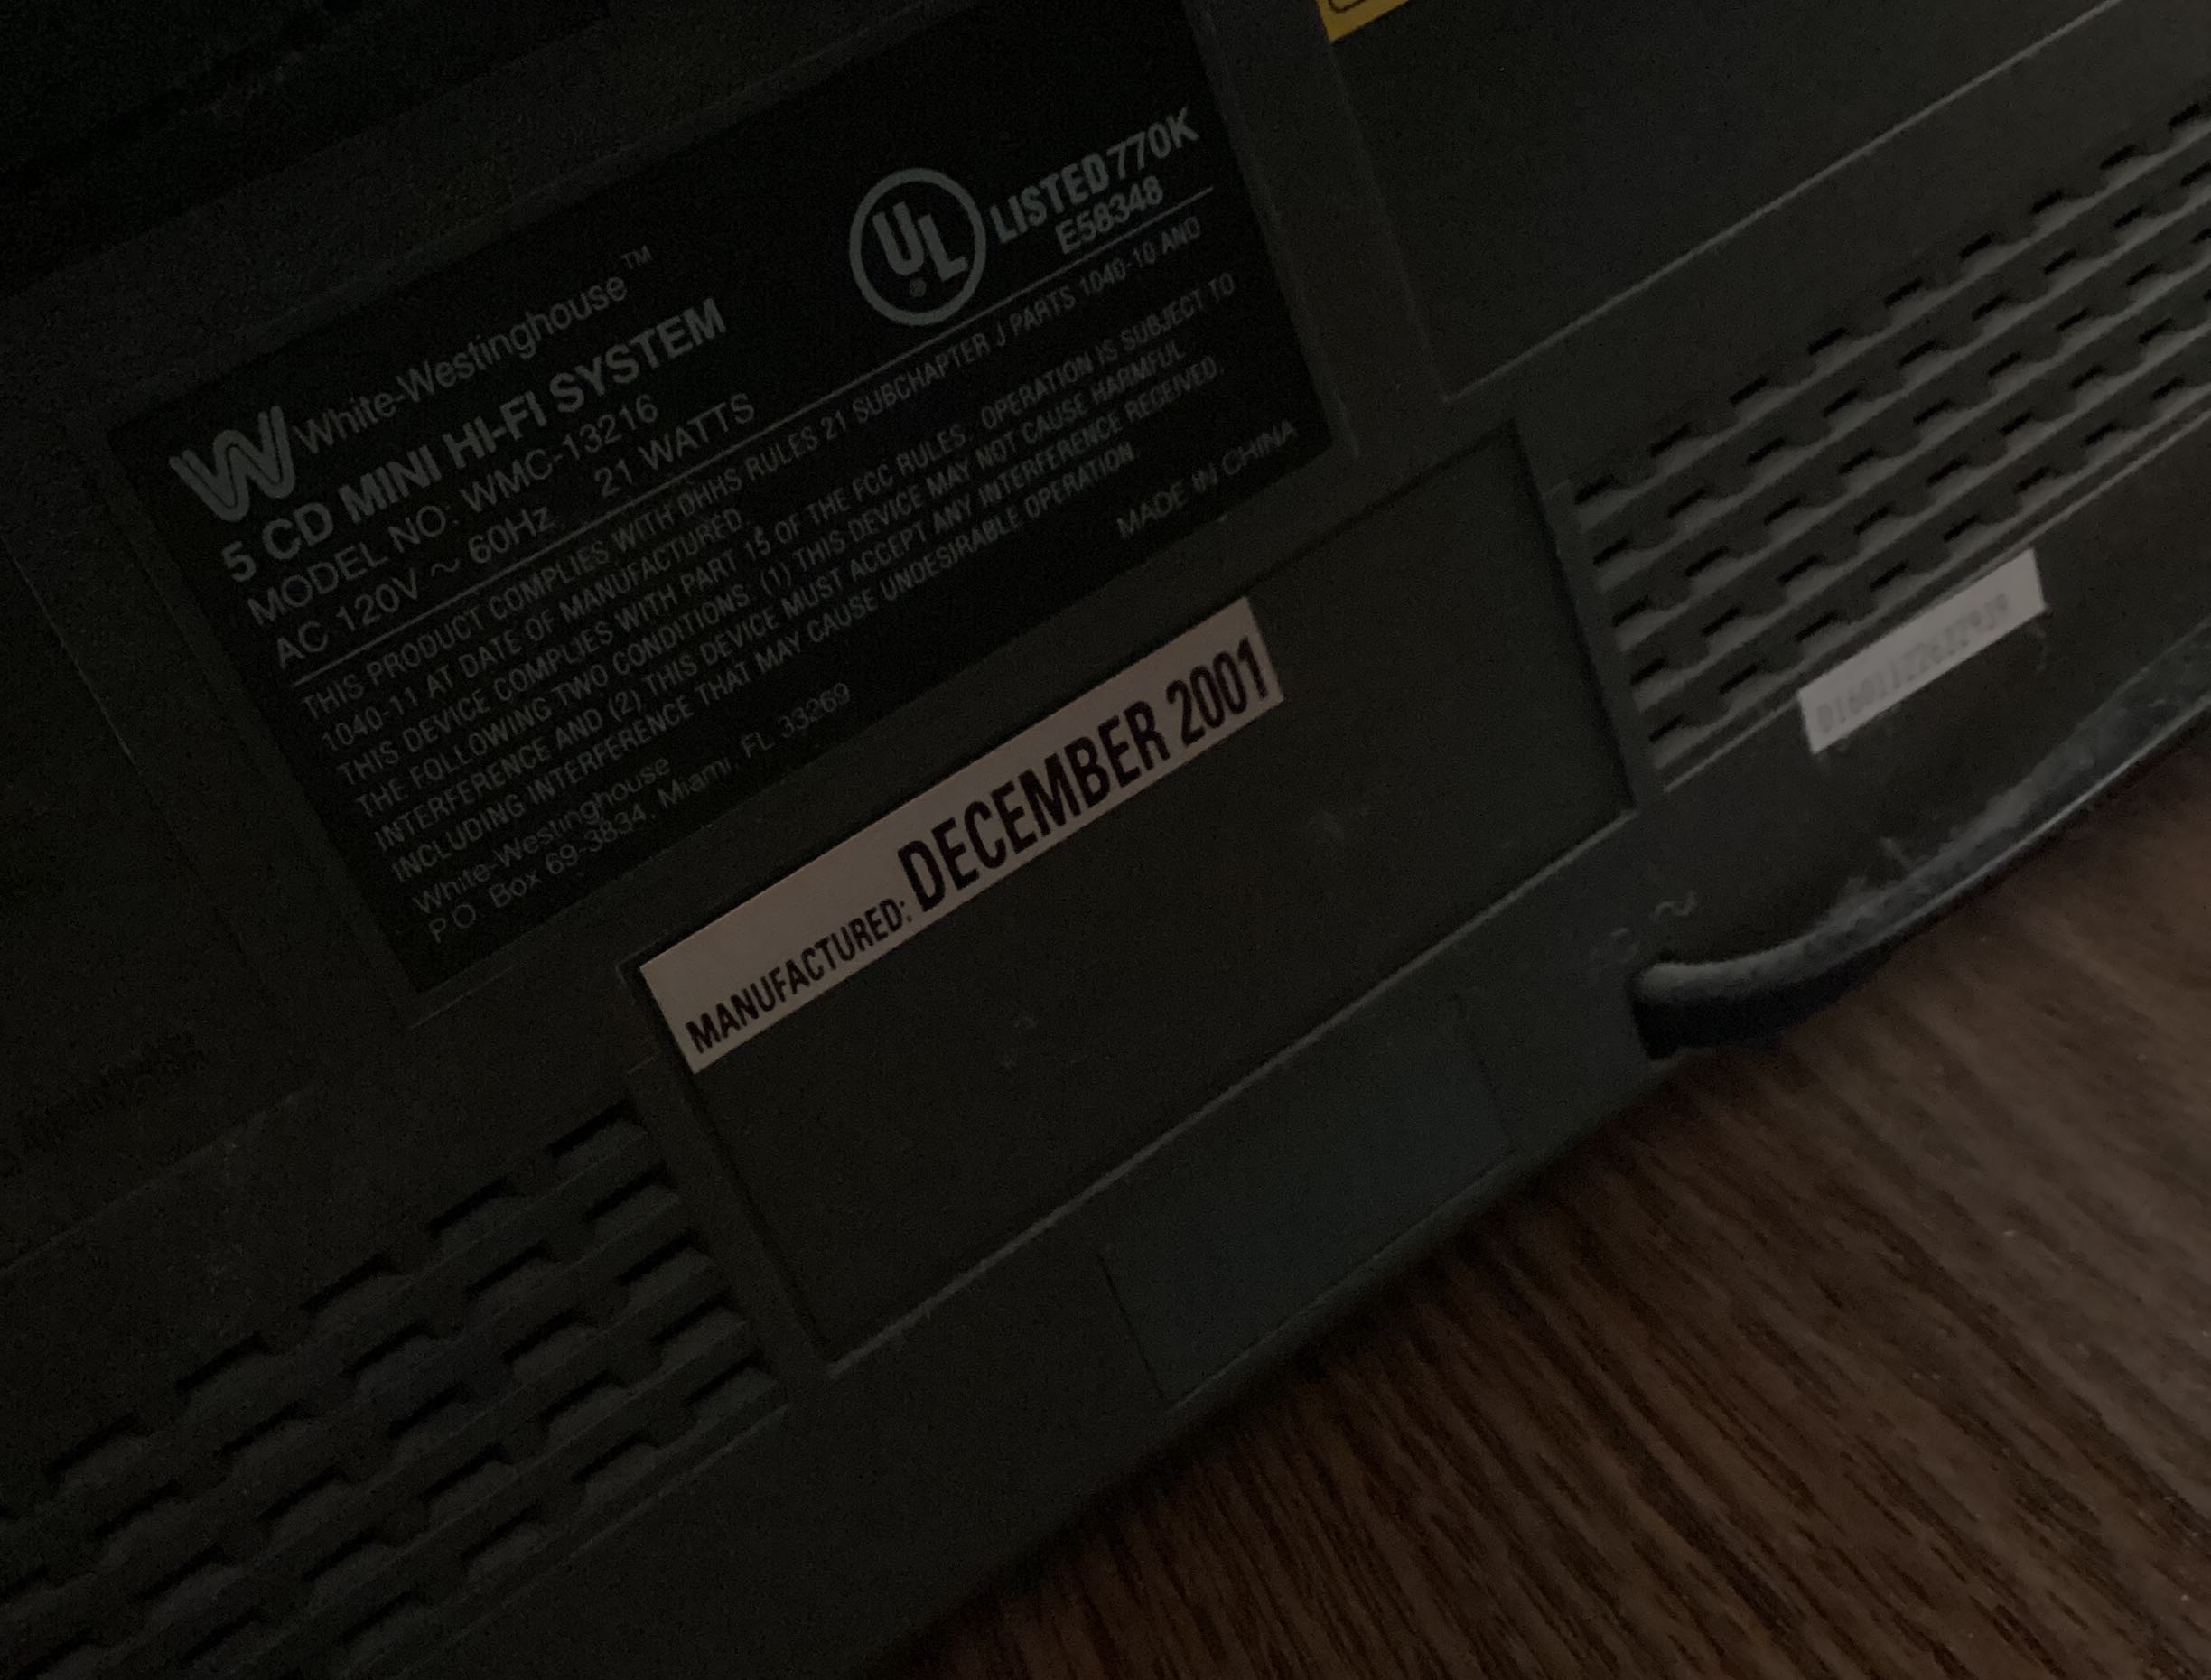 White-Westinghouse™
5 CD MINI HI-FI SYSTEM
MODEL NO: WMC-13216
AC 120V ~ 60Hz 21 WATTS
UL
®
LISTED 770K
E58348
THIS PRODUCT COMPLIES WITH DHHS RULES 21 SUBCHAPTER J PARTS 1040-10 AND
1040-11 AT DATE OF MANUFACTURED.
THIS DEVICE COMPLIES WITH PART 15 OF THE FCC RULES. OPERATION IS SUBJECT TO
THE FOLLOWING TWO CONDITIONS. (1) THIS DEVICE MAY NOT CAUSE HARMFUL
INTERFERENCE AND (2) THIS DEVICE MUST ACCEPT ANY INTERFERENCE RECEIVED,
INCLUDING INTERFERENCE THAT MAY CAUSE UNDESIRABLE OPERATION.
White-Westinghouse
P.O. Box 69-3834, Miami, FL 33269
MADE IN CHINA
MANUFACTURED: DECEMBER 2001